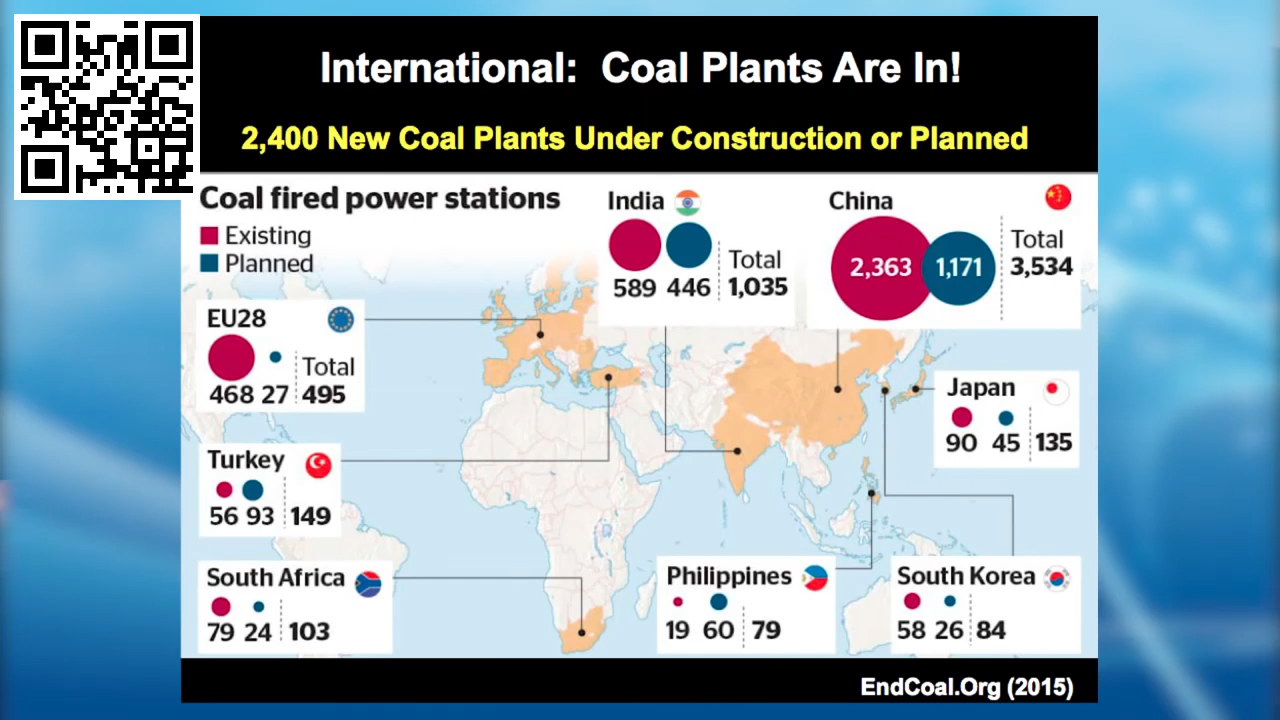 International: Coal Plants Are In!
2,400 New Coal Plants Under Construction or Planned
Coal fired power stations
Existing
Planned
India
589 446
Total
1,035
China
2,363 1,171
Total
3,534
EU28
468 27
Total
495
Japan
90 45 135
Turkey
56 93 149
South Africa
79 24 103
Philippines
19 60 79
South Korea
58 26 84
EndCoal.Org (2015)